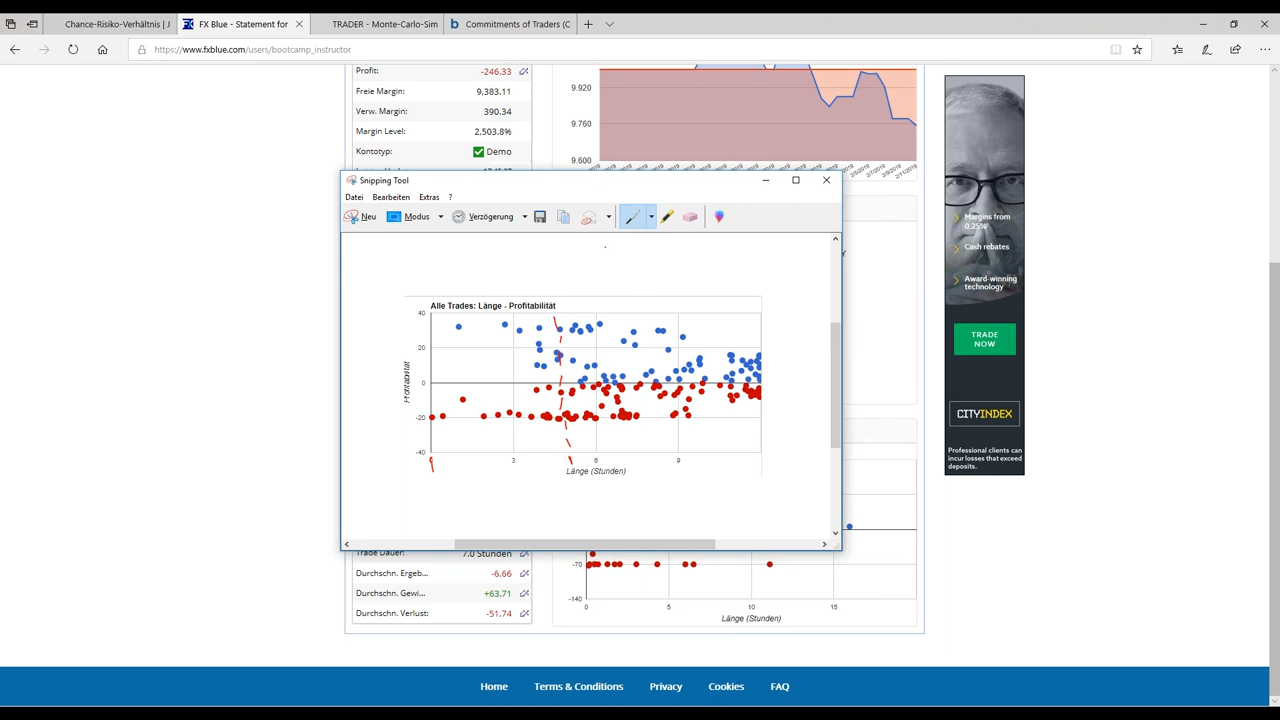 Chance-Risiko-Verhältnis | J
FX Blue - Statement for
TRADER - Monte-Carlo-Sim
Commitments of Traders (C
https://www.fxblue.com/users/bootcamp_instructor
Profit: -246.33
Freie Margin: 9,383.11
Verw. Margin: 390.34
Margin Level: 2,503.8%
Kontotyp: Demo
9.920
9.760
9.600
Snipping Tool
Datei Bearbeiten Extras ?
Neu Modus Verzögerung
Alle Trades: Länge - Profitabilität
Profitabilität
40
20
0
-20
-40
3 6 9
Länge (Stunden)
Trade Dauer: 7.0 Stunden
Durchschn. Ergeb... -6.66
Durchschn. Gewi... +63.71
Durchschn. Verlust: -51.74
-70
-140
0 5 10 15
Länge (Stunden)
Margins from
0.25%*
Cash rebates
Award-winning
technology
TRADE
NOW
CITYINDEX
Professional clients can
incur losses that exceed
deposits.
Home Terms & Conditions Privacy Cookies FAQ